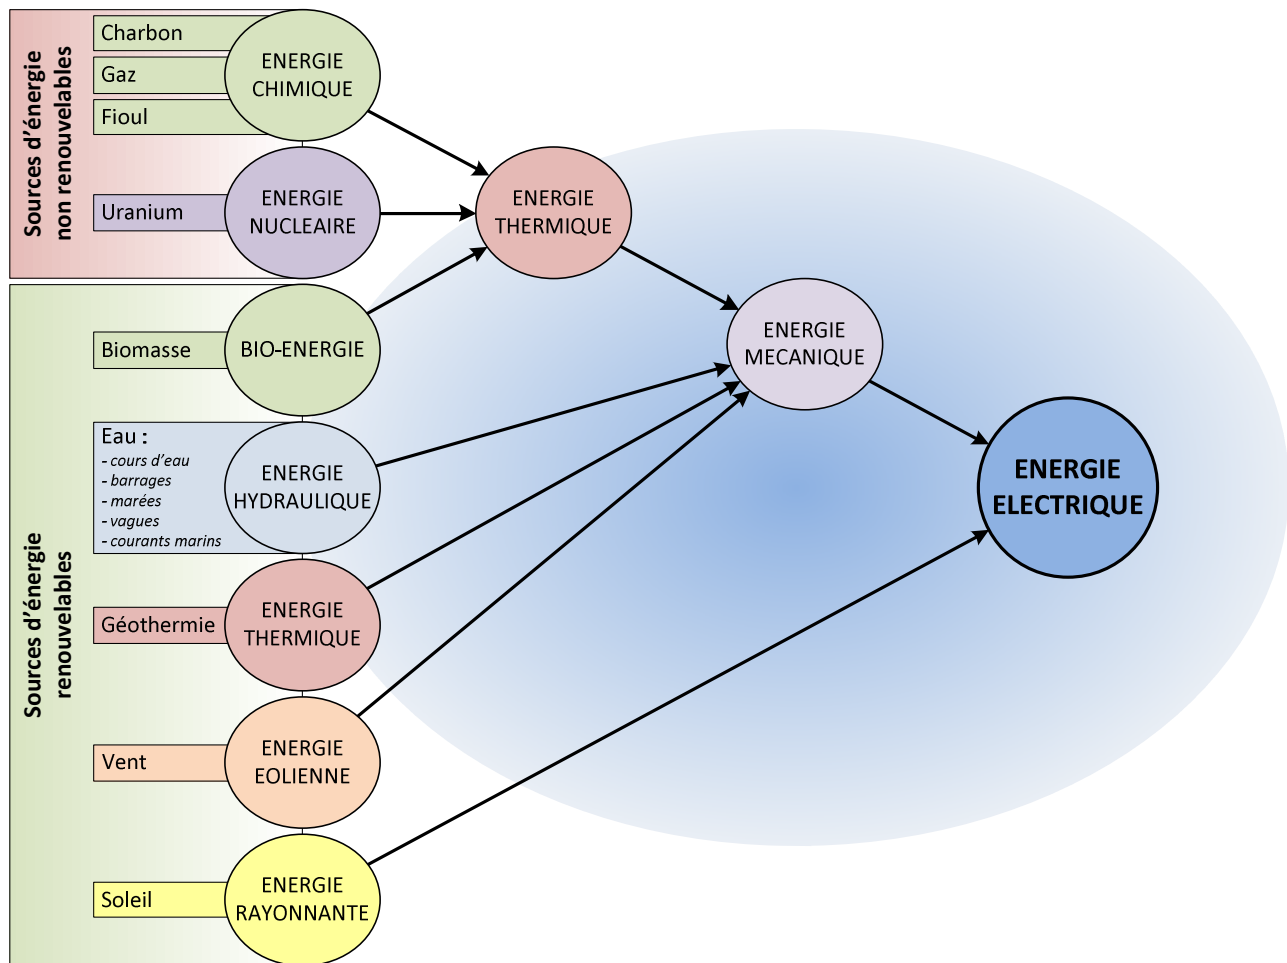 Sources d'énergie
non renouvelables
Charbon
Gaz
Fioul
ENERGIE
CHIMIQUE
Uranium
ENERGIE
NUCLEAIRE
ENERGIE
THERMIQUE
Sources d'énergie
renouvelables
Biomasse
BIO-ENERGIE
ENERGIE
MECANIQUE
Eau :
- cours d'eau
- barrages
- marées
- vagues
- courants marins
ENERGIE
HYDRAULIQUE
ENERGIE
ELECTRIQUE
Géothermie
ENERGIE
THERMIQUE
Vent
ENERGIE
EOLIENNE
Soleil
ENERGIE
RAYONNANTE